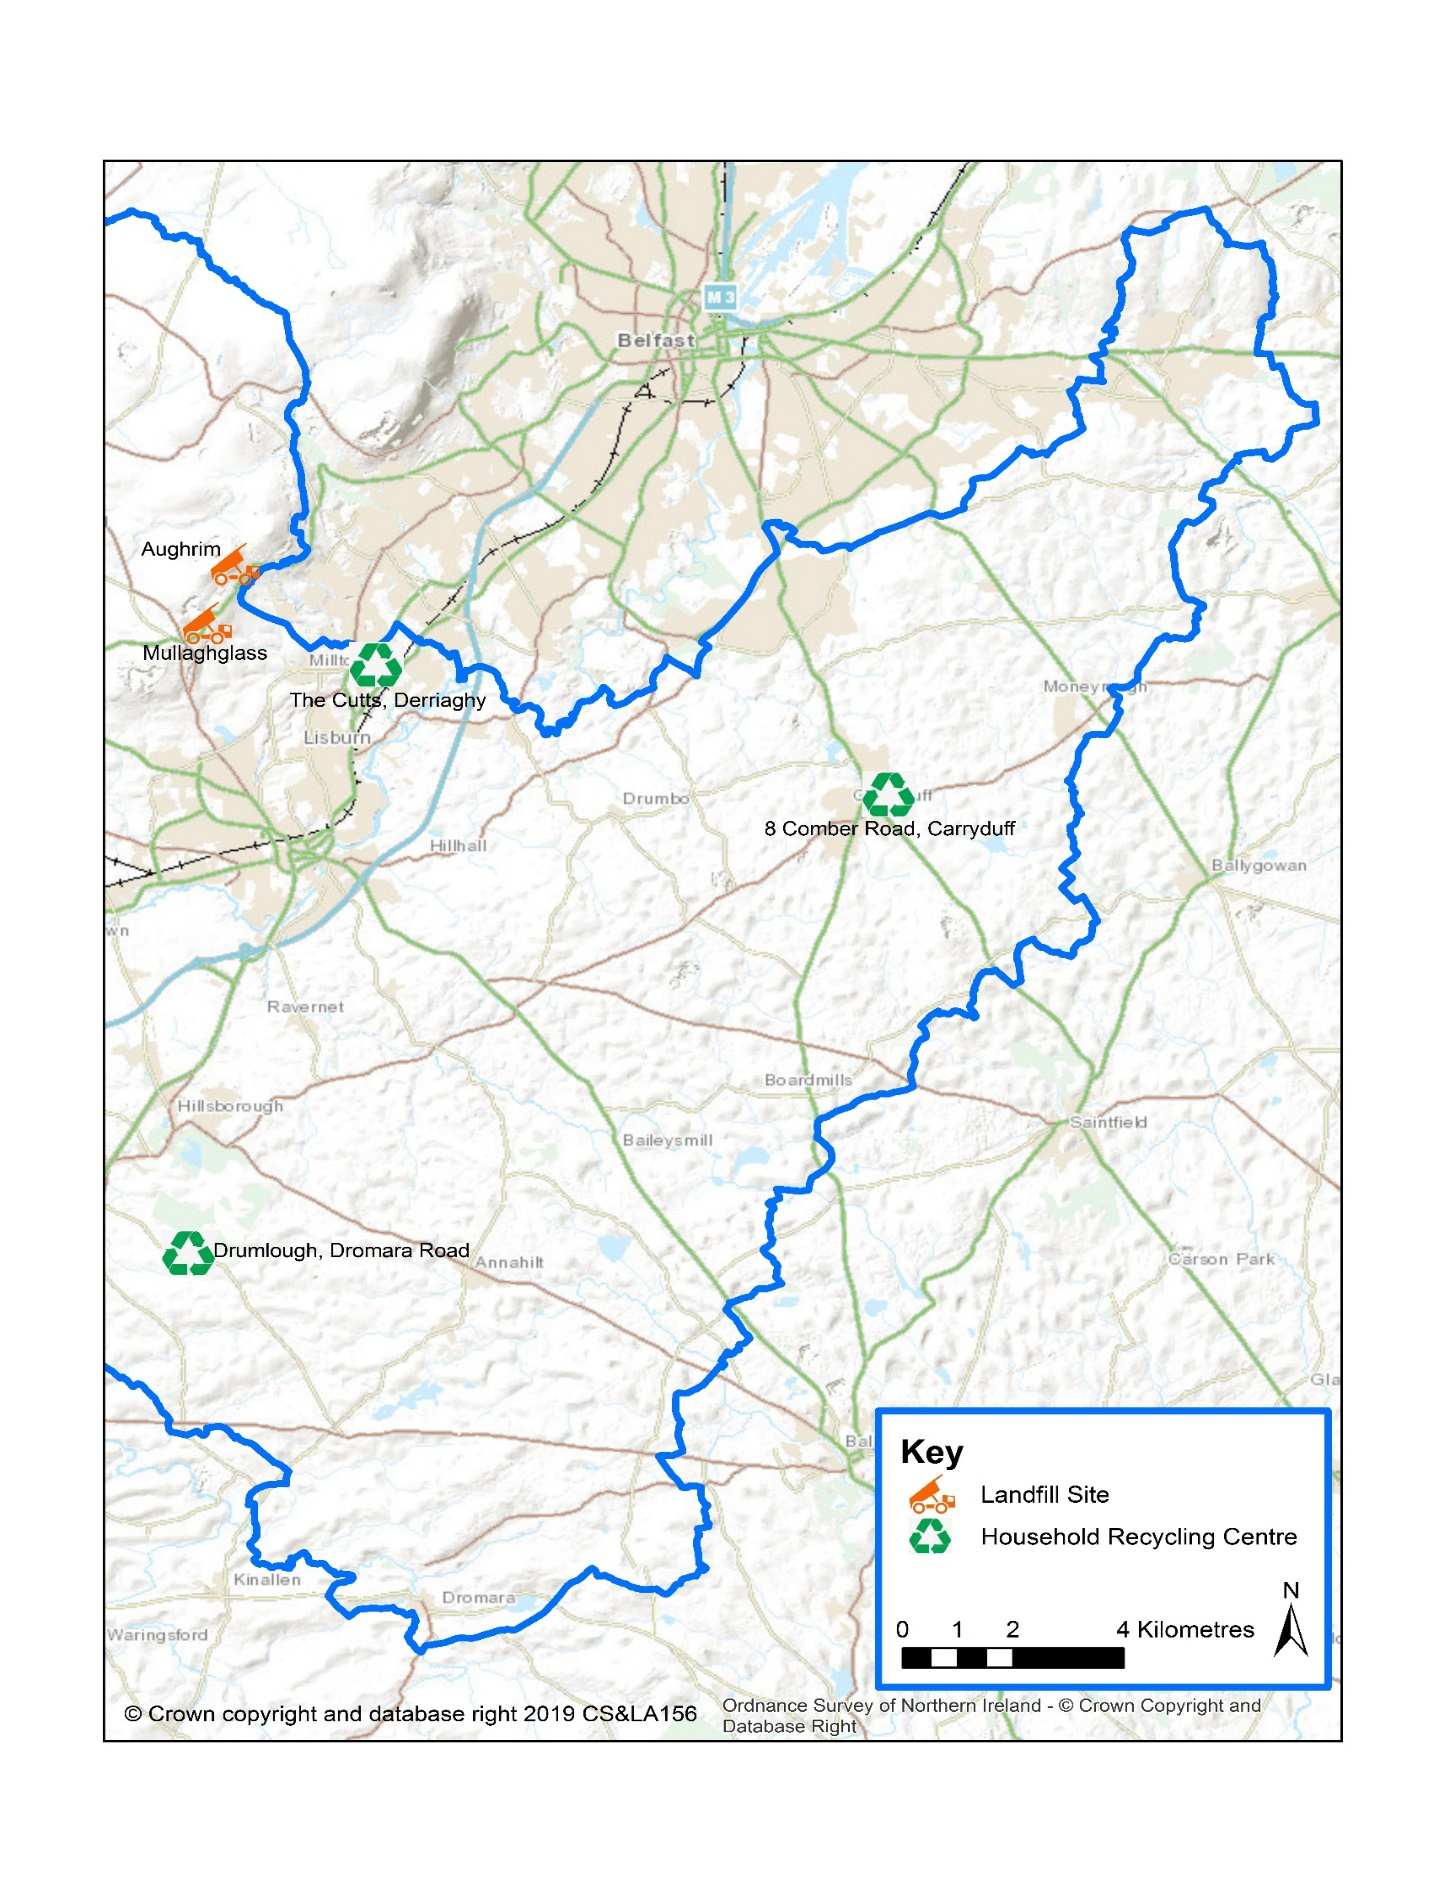 M 3
Belfast
Aughrim
Mullaghglass
The Cutts, Derriaghy
Lisburn
Drumbo
8 Comber Road, Carryduff
Hillhall
Ballygowan
Ravernet
Boardmills
Hillsborough
Saintfield
Baileysmill
Drumlough, Dromara Road
Annahilt
Carson Park
Kinallen
Dromara
Waringsford
Key
Landfill Site
Household Recycling Centre
N
0 1 2 4 Kilometres
© Crown copyright and database right 2019 CS&LA156
Ordnance Survey of Northern Ireland - © Crown Copyright and
Database Right